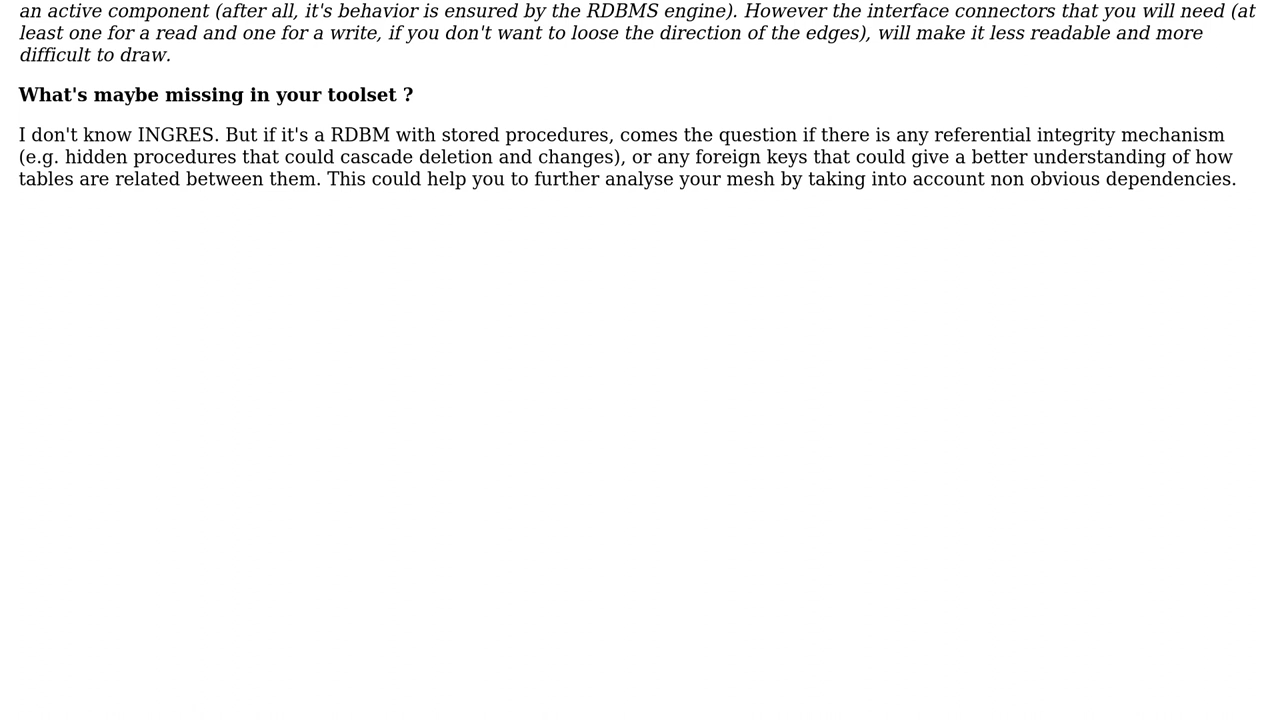 an active component (after all, it's behavior is ensured by the RDBMS engine). However the interface connectors that you will need (at
least one for a read and one for a write, if you don't want to loose the direction of the edges), will make it less readable and more
difficult to draw.
What's maybe missing in your toolset ?
I don't know INGRES. But if it's a RDBM with stored procedures, comes the question if there is any referential integrity mechanism
(e.g. hidden procedures that could cascade deletion and changes), or any foreign keys that could give a better understanding of how
tables are related between them. This could help you to further analyse your mesh by taking into account non obvious dependencies.